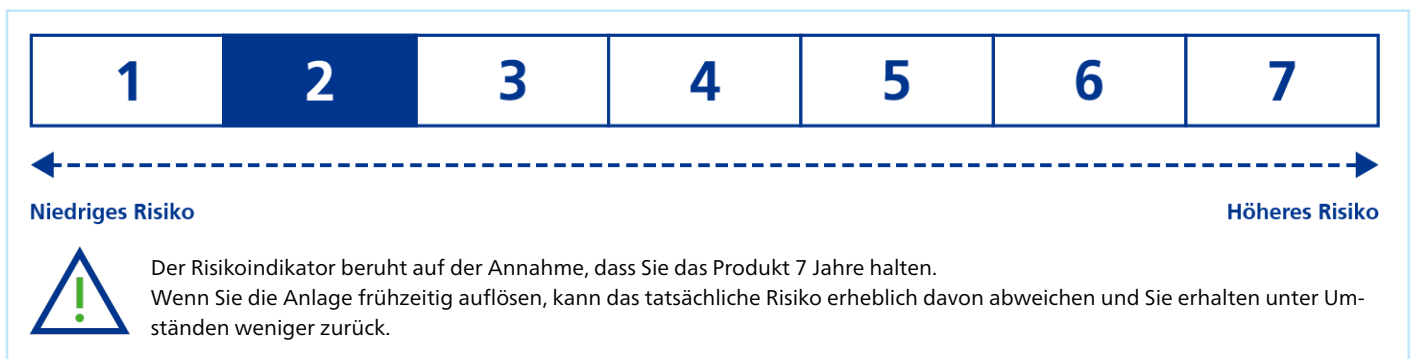 1 2 3 4 5 6 7
Niedriges Risiko Höheres Risiko
Der Risikoindikator beruht auf der Annahme, dass Sie das Produkt 7 Jahre halten.
Wenn Sie die Anlage frühzeitig auflösen, kann das tatsächliche Risiko erheblich davon abweichen und Sie erhalten unter Um-
ständen weniger zurück.